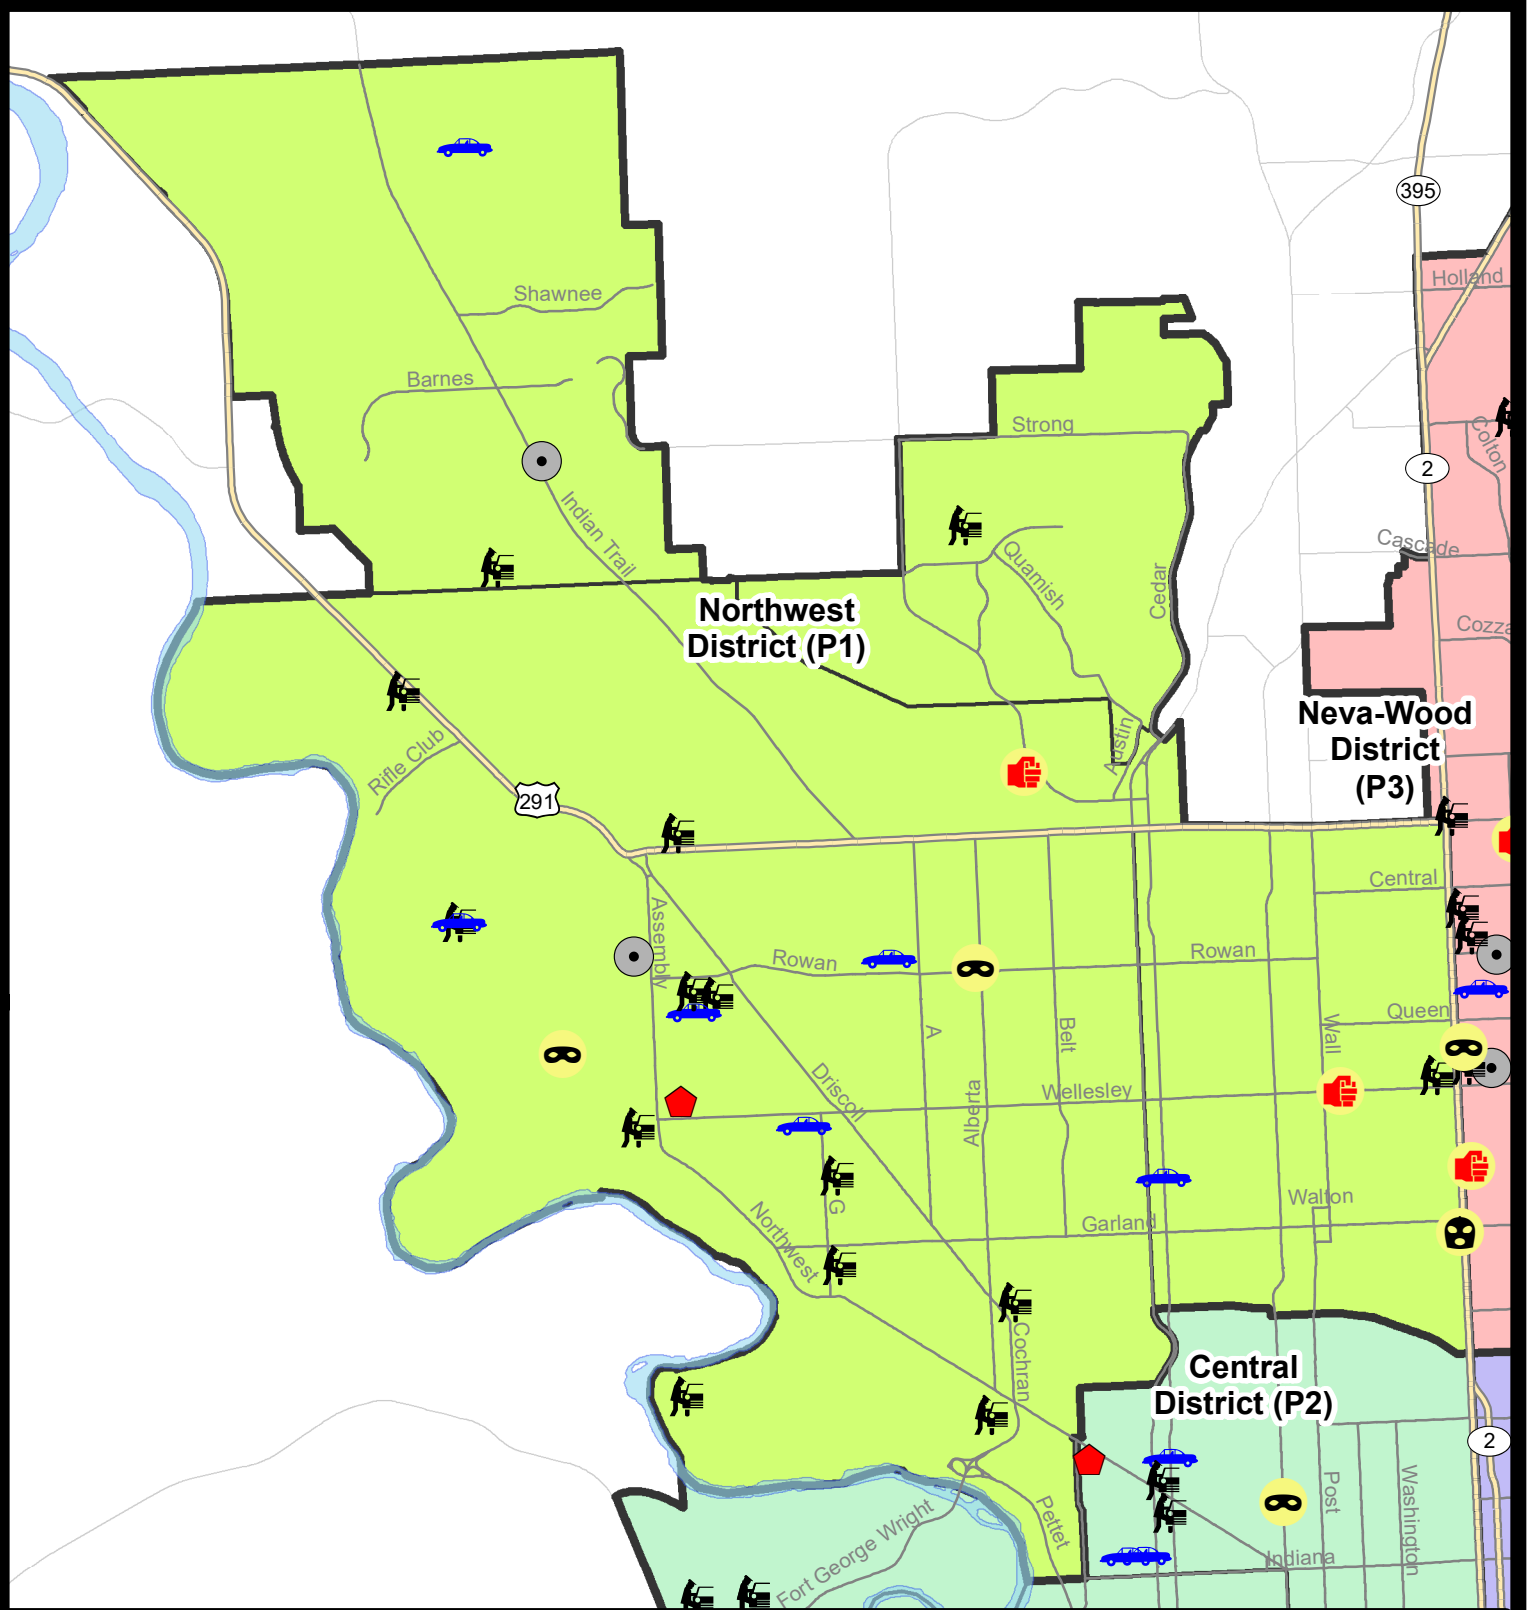 395
Holland
Shawnee
Barnes
Strong
Colton
2
Indian Trail
Quamish
Cedar
Cascade
Northwest
District (P1)
Cozza
Neva-Wood
District
(P3)
Austin
Rifle Club
291
Central
Assembly
Rowan
Rowan
Queen
A
Belt
Wall
Driscoll
Wellesley
Alberta
G
Northwest
Garland
Walton
Cochran
Central
District (P2)
2
Post
Washington
Pettet
Fort George Wright
Indiana